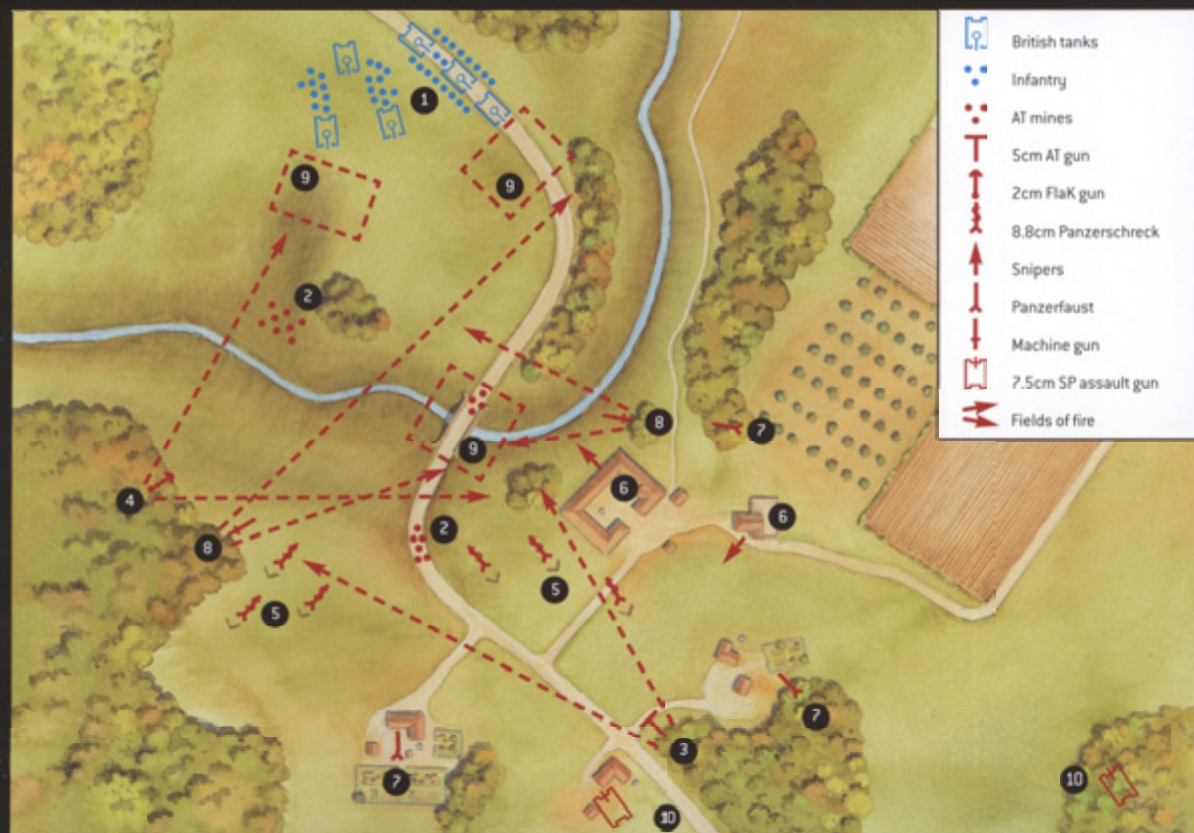 British tanks
Infantry
AT mines
5cm AT gun
2cm FlaK gun
8.8cm Panzerschreck
Snipers
Panzerfaust
Machine gun
7.5cm SP assault gun
Fields of fire
1
9
9
2
8
7
9
6
4
2
6
8
5
5
7
3
7
10
10